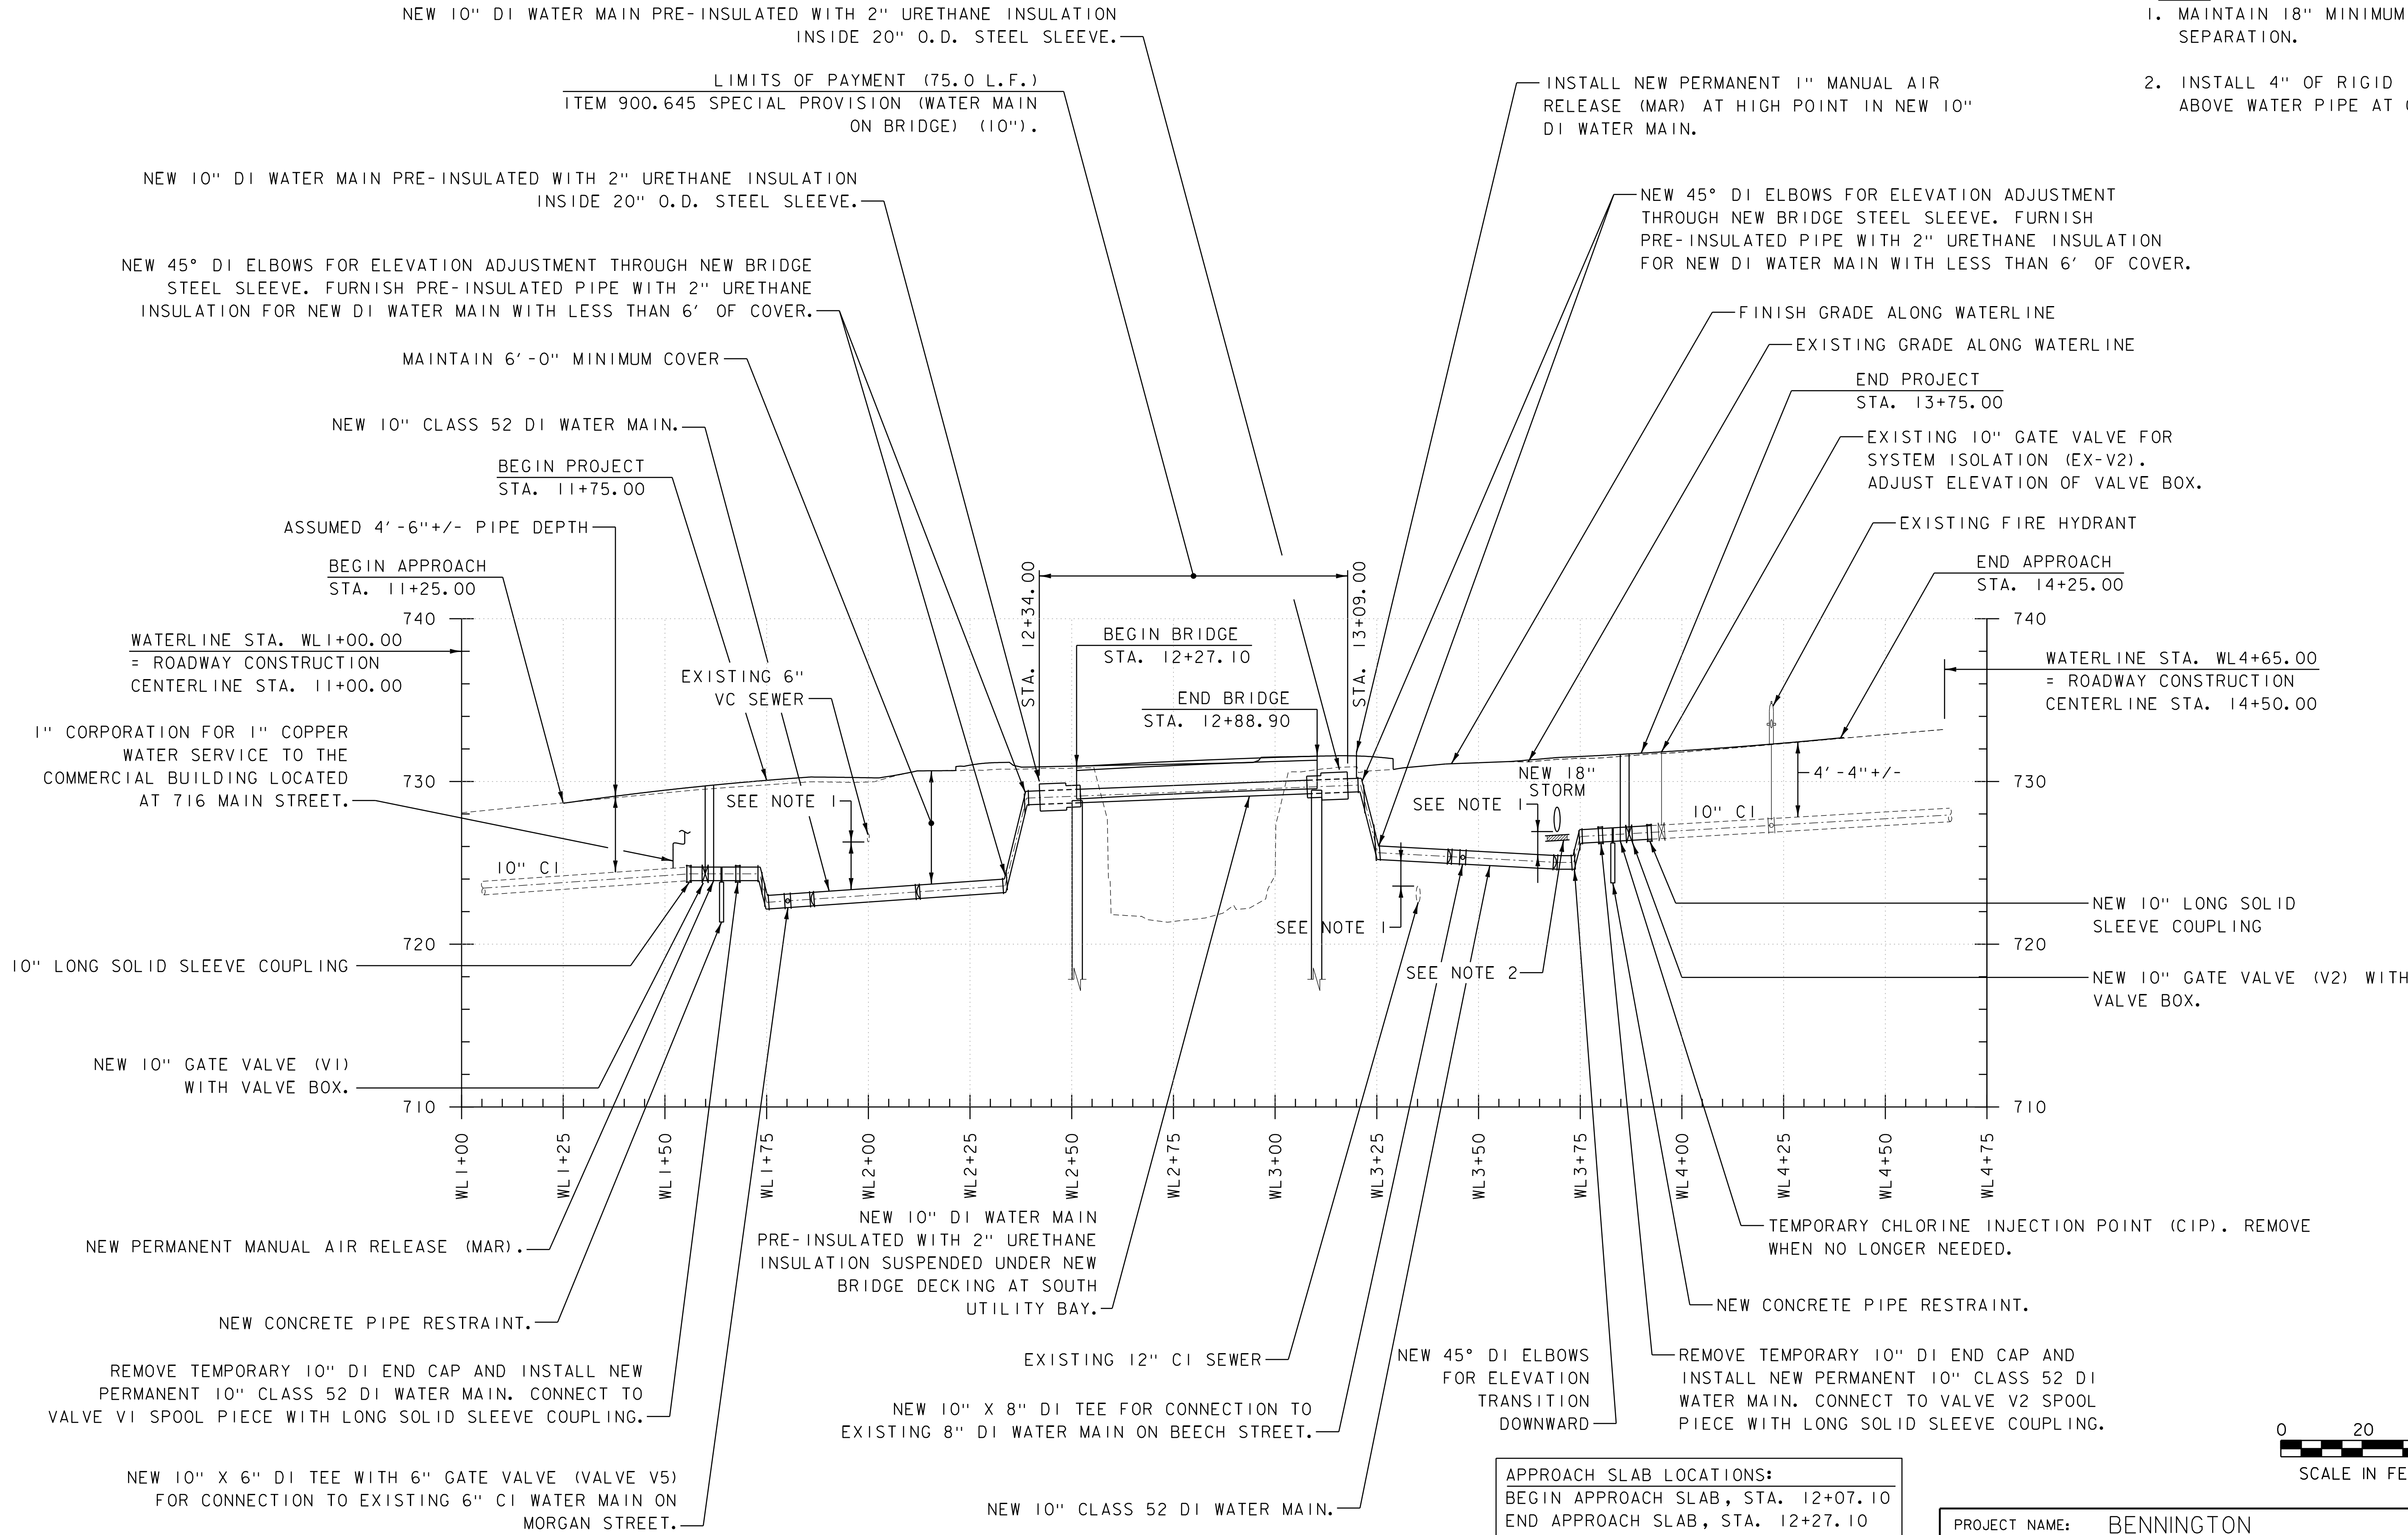 NEW 10" DI WATER MAIN PRE-INSULATED WITH 2" URETHANE INSULATION
INSIDE 20" O.D. STEEL SLEEVE.
LIMITS OF PAYMENT (75.0 L.F.)
ITEM 900.645 SPECIAL PROVISION (WATER MAIN
ON BRIDGE) (10").
NEW 10" DI WATER MAIN PRE-INSULATED WITH 2" URETHANE INSULATION
INSIDE 20" O.D. STEEL SLEEVE.
NEW 45° DI ELBOWS FOR ELEVATION ADJUSTMENT THROUGH NEW BRIDGE
STEEL SLEEVE. FURNISH PRE-INSULATED PIPE WITH 2" URETHANE
INSULATION FOR NEW DI WATER MAIN WITH LESS THAN 6' OF COVER.
MAINTAIN 6'-0" MINIMUM COVER
NEW 10" CLASS 52 DI WATER MAIN.
BEGIN PROJECT
STA. 11+75.00
ASSUMED 4'-6"+/- PIPE DEPTH
BEGIN APPROACH
STA. 11+25.00
WATERLINE STA. WL1+00.00
= ROADWAY CONSTRUCTION
CENTERLINE STA. 11+00.00
1" CORPORATION FOR 1" COPPER
WATER SERVICE TO THE
COMMERCIAL BUILDING LOCATED
AT 716 MAIN STREET.
1. MAINTAIN 18" MINIMUM
SEPARATION.
2. INSTALL 4" OF RIGID
ABOVE WATER PIPE AT
INSTALL NEW PERMANENT 1" MANUAL AIR
RELEASE (MAR) AT HIGH POINT IN NEW 10"
DI WATER MAIN.
NEW 45° DI ELBOWS FOR ELEVATION ADJUSTMENT
THROUGH NEW BRIDGE STEEL SLEEVE. FURNISH
PRE-INSULATED PIPE WITH 2" URETHANE INSULATION
FOR NEW DI WATER MAIN WITH LESS THAN 6' OF COVER.
FINISH GRADE ALONG WATERLINE
EXISTING GRADE ALONG WATERLINE
END PROJECT
STA. 13+75.00
EXISTING 10" GATE VALVE FOR
SYSTEM ISOLATION (EX-V2).
ADJUST ELEVATION OF VALVE BOX.
EXISTING FIRE HYDRANT
END APPROACH
STA. 14+25.00
WATERLINE STA. WL4+65.00
= ROADWAY CONSTRUCTION
CENTERLINE STA. 14+50.00
740
730
720
710
740
730
720
710
EXISTING 6"
VC SEWER
SEE NOTE 1
10" CI
STA. 12+34.00
BEGIN BRIDGE
STA. 12+27.10
END BRIDGE
STA. 12+88.90
STA. 13+09.00
NEW 18"
STORM
SEE NOTE 1
SEE NOTE 1
SEE NOTE 2
10" CI
4'-4"+/-
10" LONG SOLID SLEEVE COUPLING
NEW 10" GATE VALVE (V1)
WITH VALVE BOX.
NEW 10" LONG SOLID
SLEEVE COUPLING
NEW 10" GATE VALVE (V2) WITH
VALVE BOX.
WL1+00
WL1+25
WL1+50
WL1+75
WL2+00
WL2+25
WL2+50
WL2+75
WL3+00
WL3+25
WL3+50
WL3+75
WL4+00
WL4+25
WL4+50
WL4+75
NEW PERMANENT MANUAL AIR RELEASE (MAR).
NEW CONCRETE PIPE RESTRAINT.
REMOVE TEMPORARY 10" DI END CAP AND INSTALL NEW
PERMANENT 10" CLASS 52 DI WATER MAIN. CONNECT TO
VALVE V1 SPOOL PIECE WITH LONG SOLID SLEEVE COUPLING.
NEW 10" X 6" DI TEE WITH 6" GATE VALVE (VALVE V5)
FOR CONNECTION TO EXISTING 6" CI WATER MAIN ON
MORGAN STREET.
NEW 10" DI WATER MAIN
PRE-INSULATED WITH 2" URETHANE
INSULATION SUSPENDED UNDER NEW
BRIDGE DECKING AT SOUTH
UTILITY BAY.
EXISTING 12" CI SEWER
NEW 10" X 8" DI TEE FOR CONNECTION TO
EXISTING 8" DI WATER MAIN ON BEECH STREET.
NEW 10" CLASS 52 DI WATER MAIN.
NEW 45° DI ELBOWS
FOR ELEVATION
TRANSITION
DOWNWARD
TEMPORARY CHLORINE INJECTION POINT (CIP). REMOVE
WHEN NO LONGER NEEDED.
NEW CONCRETE PIPE RESTRAINT.
REMOVE TEMPORARY 10" DI END CAP AND
INSTALL NEW PERMANENT 10" CLASS 52 DI
WATER MAIN. CONNECT TO VALVE V2 SPOOL
PIECE WITH LONG SOLID SLEEVE COUPLING.
APPROACH SLAB LOCATIONS:
BEGIN APPROACH SLAB, STA. 12+07.10
END APPROACH SLAB, STA. 12+27.10
0 20
SCALE IN FE
PROJECT NAME: BENNINGTON